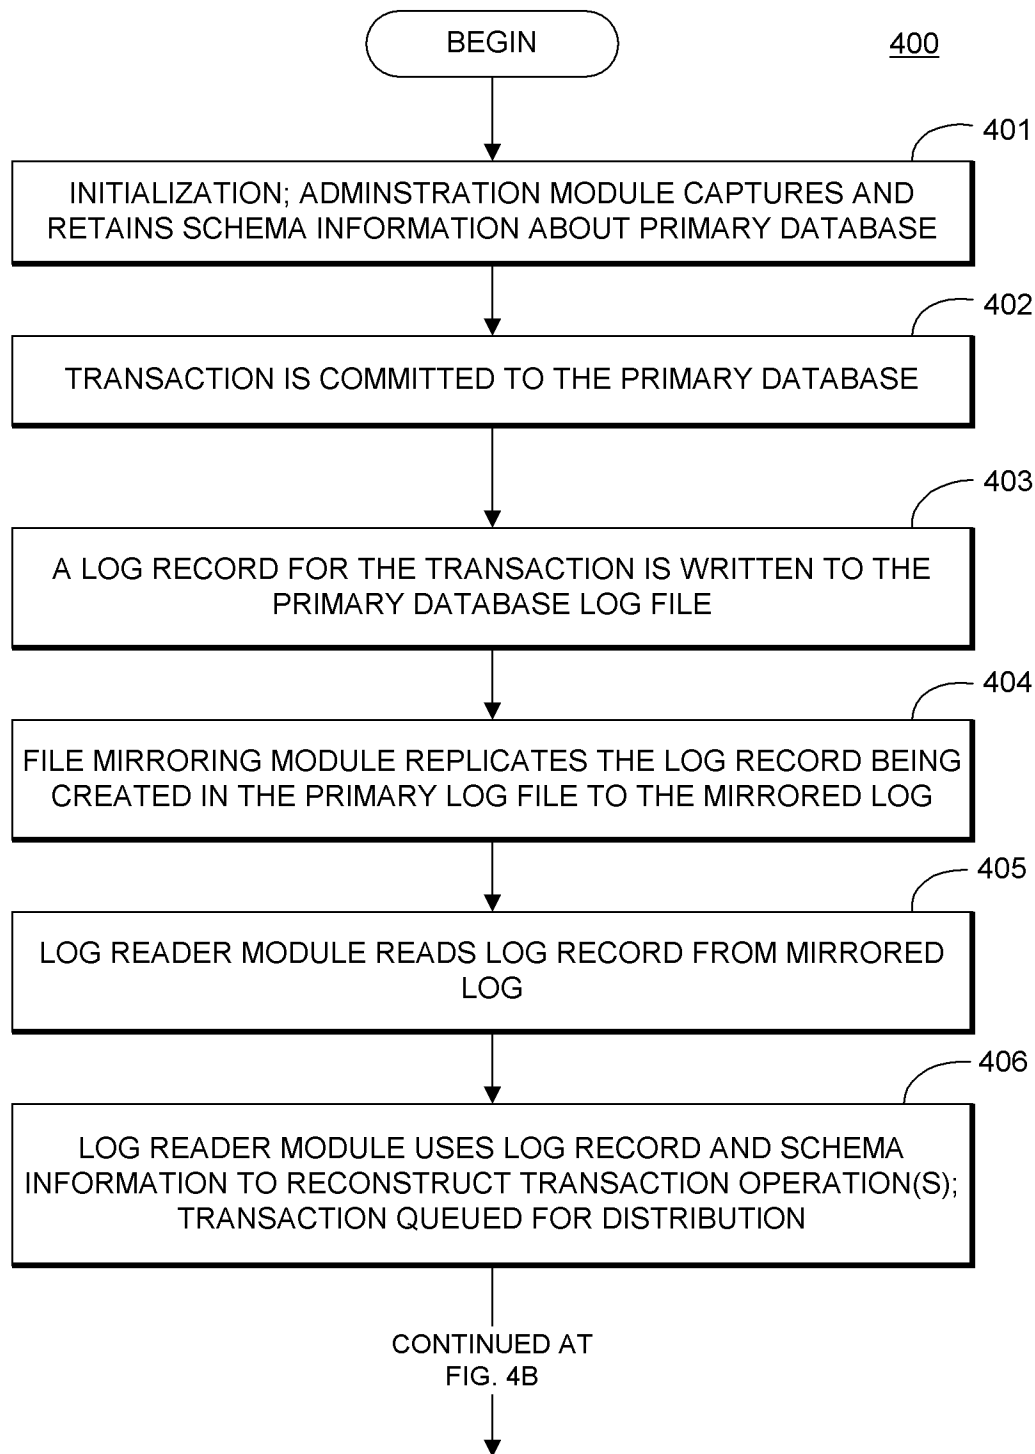 BEGIN
400
401
INITIALIZATION; ADMINSTRATION MODULE CAPTURES AND
RETAINS SCHEMA INFORMATION ABOUT PRIMARY DATABASE
402
TRANSACTION IS COMMITTED TO THE PRIMARY DATABASE
403
A LOG RECORD FOR THE TRANSACTION IS WRITTEN TO THE
PRIMARY DATABASE LOG FILE
404
FILE MIRRORING MODULE REPLICATES THE LOG RECORD BEING
CREATED IN THE PRIMARY LOG FILE TO THE MIRRORED LOG
405
LOG READER MODULE READS LOG RECORD FROM MIRRORED
LOG
406
LOG READER MODULE USES LOG RECORD AND SCHEMA
INFORMATION TO RECONSTRUCT TRANSACTION OPERATION(S);
TRANSACTION QUEUED FOR DISTRIBUTION
CONTINUED AT
FIG. 4B